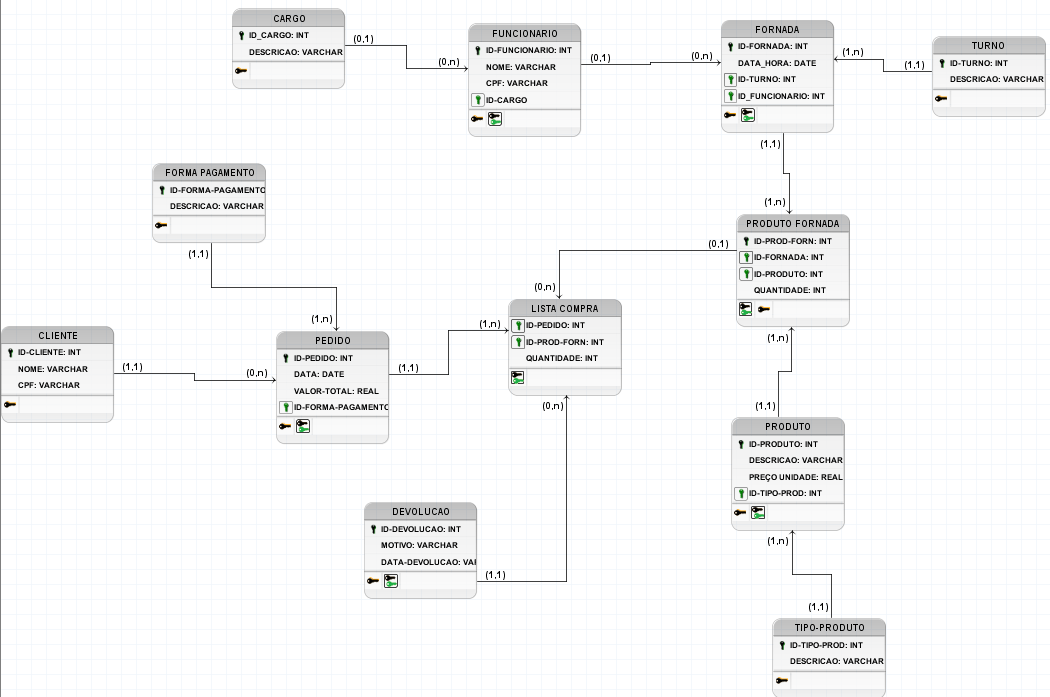 CARGO
ID_CARGO: INT
DESCRICAO: VARCHAR
(0,1)
(0,n)
FUNCIONARIO
ID-FUNCIONARIO: INT
NOME: VARCHAR
CPF: VARCHAR
ID-CARGO
(0,1)
(0,n)
FORNADA
ID-FORNADA: INT
DATA_HORA: DATE
ID-TURNO: INT
ID_FUNCIONARIO: INT
(1,n)
(1,1)
TURNO
ID-TURNO: INT
DESCRICAO: VARCHAR
(1,1)
(1,n)
FORMA PAGAMENTO
ID-FORMA-PAGAMENTO
DESCRICAO: VARCHAR
(1,1)
(1,n)
PRODUTO FORNADA
ID-PROD-FORN: INT
ID-FORNADA: INT
ID-PRODUTO: INT
QUANTIDADE: INT
(0,1)
(0,n)
LISTA COMPRA
ID-PEDIDO: INT
ID-PROD-FORN: INT
QUANTIDADE: INT
(1,n)
(0,n)
CLIENTE
ID-CLIENTE: INT
NOME: VARCHAR
CPF: VARCHAR
(1,1)
(0,n)
PEDIDO
ID-PEDIDO: INT
DATA: DATE
VALOR-TOTAL: REAL
ID-FORMA-PAGAMENTO
(1,1)
(1,n)
(1,1)
PRODUTO
ID-PRODUTO: INT
DESCRICAO: VARCHAR
PREÇO UNIDADE: REAL
ID-TIPO-PROD: INT
(1,n)
(1,1)
DEVOLUCAO
ID-DEVOLUCAO: INT
MOTIVO: VARCHAR
DATA-DEVOLUCAO: VAI
(1,1)
TIPO-PRODUTO
ID-TIPO-PROD: INT
DESCRICAO: VARCHAR